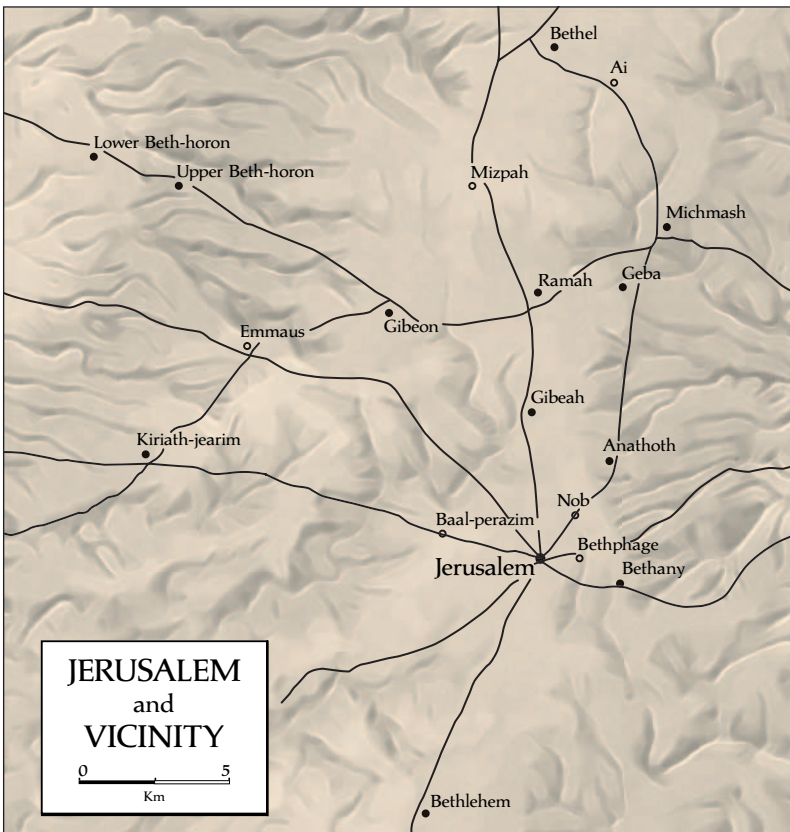 Bethel
Ai
Lower Beth-horon
Upper Beth-horon
Mizpah
Michmash
Ramah
Geba
Gibeon
Emmaus
Gibeah
Kiriath-jearim
Anathoth
Nob
Baal-perazim
Bethphage
Jerusalem
Bethany
JERUSALEM
and
VICINITY
0 5
Km
Bethlehem